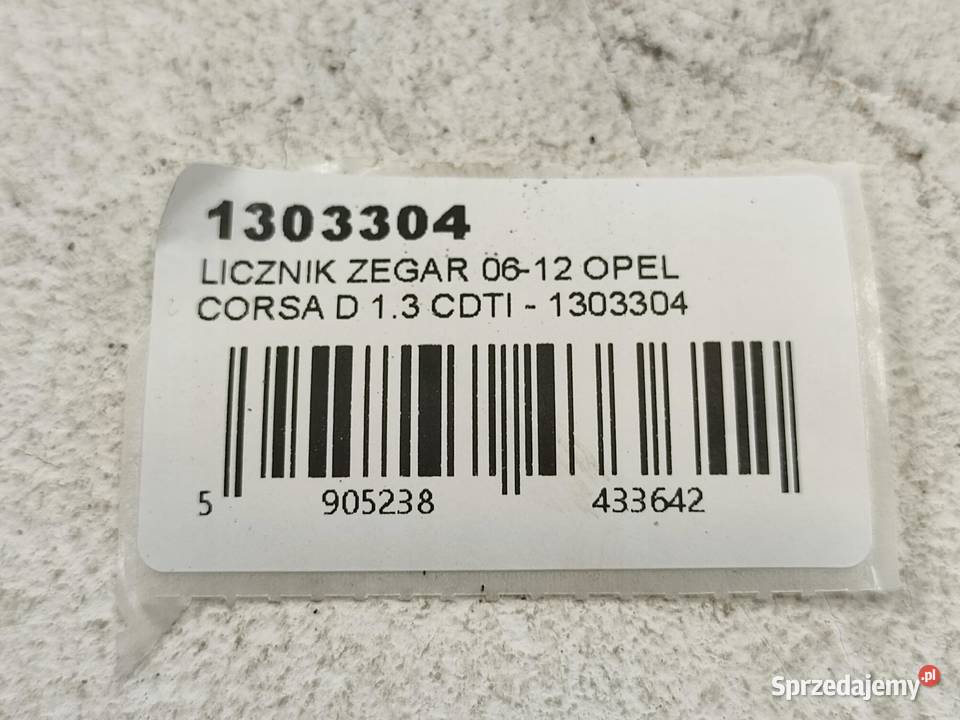 1303304
LICZNIK ZEGAR 06-12 OPEL
CORSA D 1.3 CDTI - 1303304
5 905238 433642
Sprzedajemy.pl